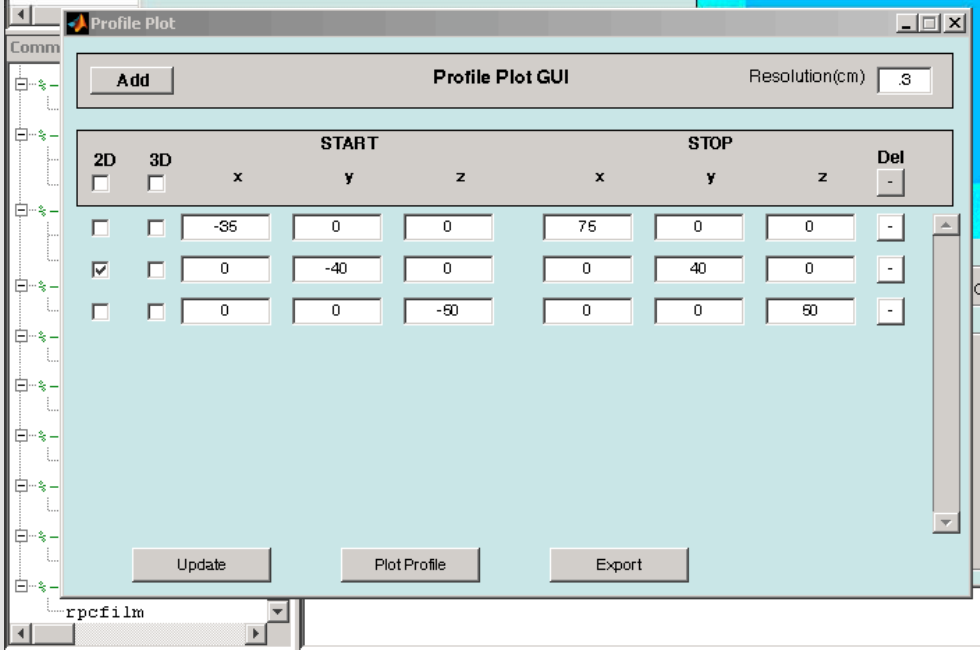 Profile Plot
Comm
Add Profile Plot GUI Resolution(cm) .3
START STOP
2D 3D x y z x y z Del
-
-35 0 0 75 0 0 -
0 -40 0 0 40 0 -
0 0 -50 0 0 50 -
Update Plot Profile Export
rpcfilm